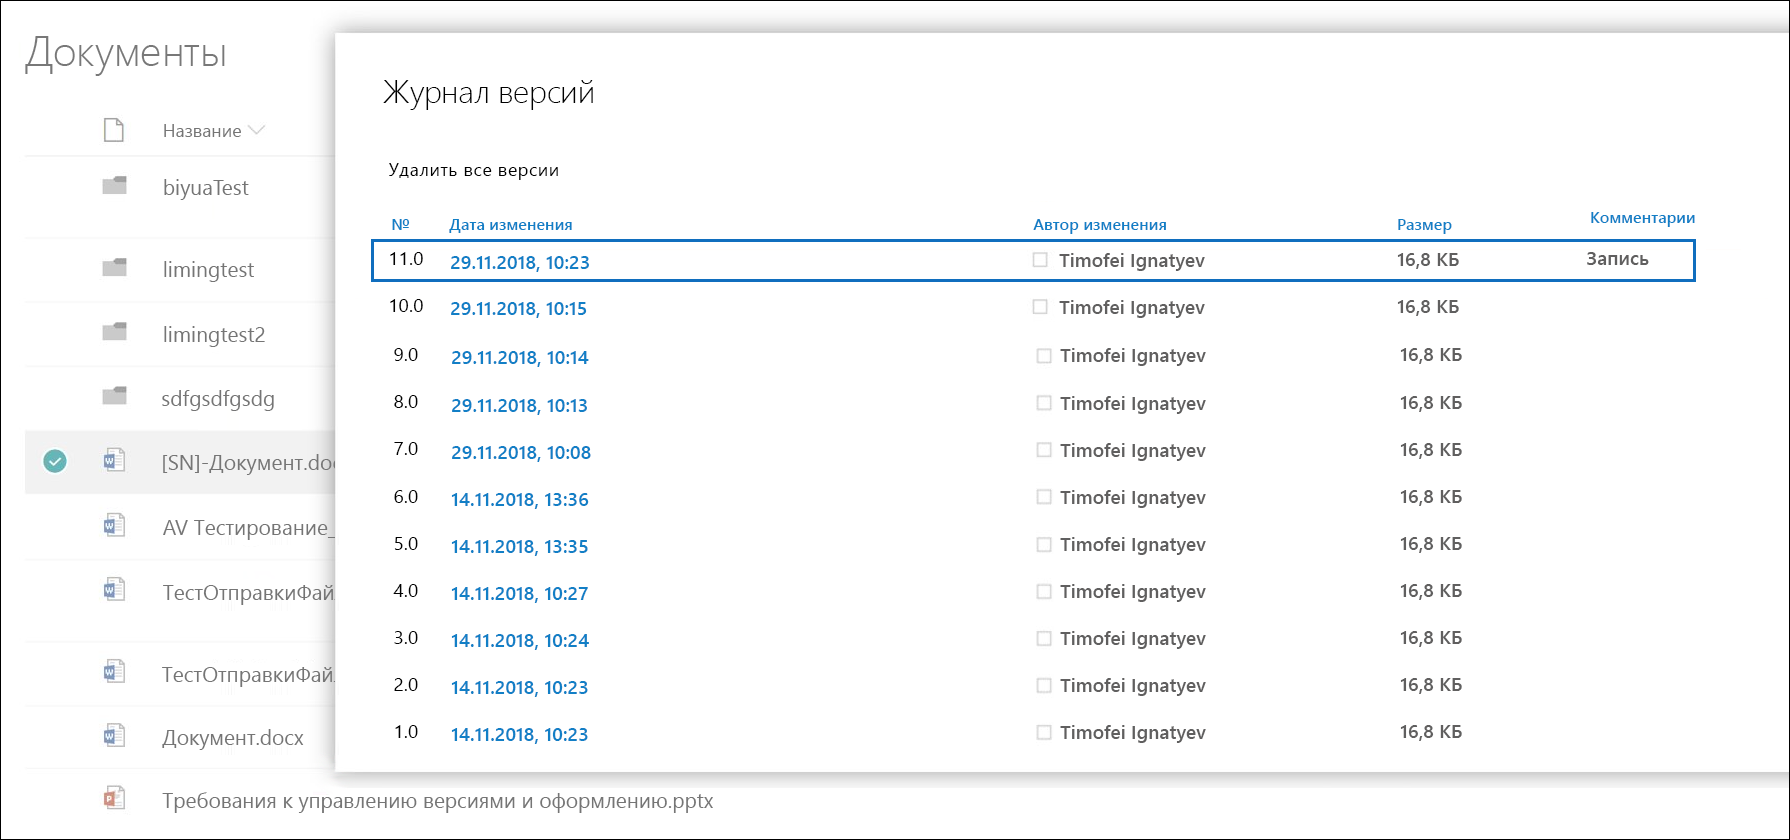 Документы
Название
biyuaTest
limingtest
limingtest2
sdfgsdfgsdg
[SN]-Документ.doc
AV Тестирование_
ТестОтправкиФай
ТестОтправкиФай
Документ.docx
Требования к управлению версиями и оформлению.pptx
Журнал версий
Удалить все версии
№ Дата изменения Автор изменения Размер Комментарии
11.0 29.11.2018, 10:23 Timofei Ignatyev 16,8 КБ Запись
10.0 29.11.2018, 10:15 Timofei Ignatyev 16,8 КБ
9.0 29.11.2018, 10:14 Timofei Ignatyev 16,8 КБ
8.0 29.11.2018, 10:13 Timofei Ignatyev 16,8 КБ
7.0 29.11.2018, 10:08 Timofei Ignatyev 16,8 КБ
6.0 14.11.2018, 13:36 Timofei Ignatyev 16,8 КБ
5.0 14.11.2018, 13:35 Timofei Ignatyev 16,8 КБ
4.0 14.11.2018, 10:27 Timofei Ignatyev 16,8 КБ
3.0 14.11.2018, 10:24 Timofei Ignatyev 16,8 КБ
2.0 14.11.2018, 10:23 Timofei Ignatyev 16,8 КБ
1.0 14.11.2018, 10:23 Timofei Ignatyev 16,8 КБ